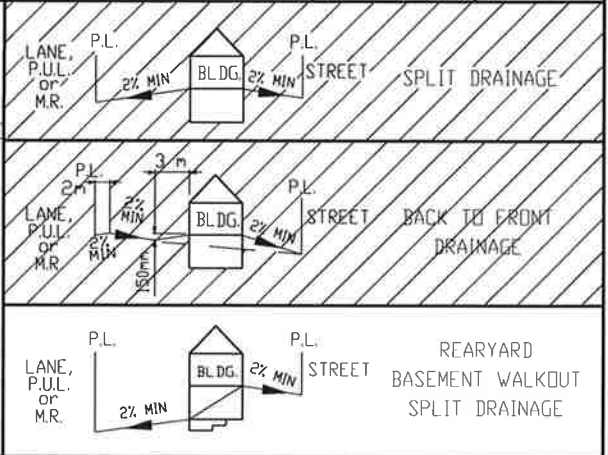 P.L.
P.L.
LANE,
P.U.L.
or
M.R.
2% MIN
BLDG.
2% MIN
STREET
SPLIT DRAINAGE
P.L.
3 m
2m
P.L.
LANE,
P.U.L.
or
M.R.
2% MIN
2% MIN
150mm
BLDG.
2% MIN
STREET
BACK TO FRONT
DRAINAGE
P.L.
P.L.
LANE,
P.U.L.
or
M.R.
2% MIN
BLDG.
2% MIN
STREET
REARYARD
BASEMENT WALKOUT
SPLIT DRAINAGE